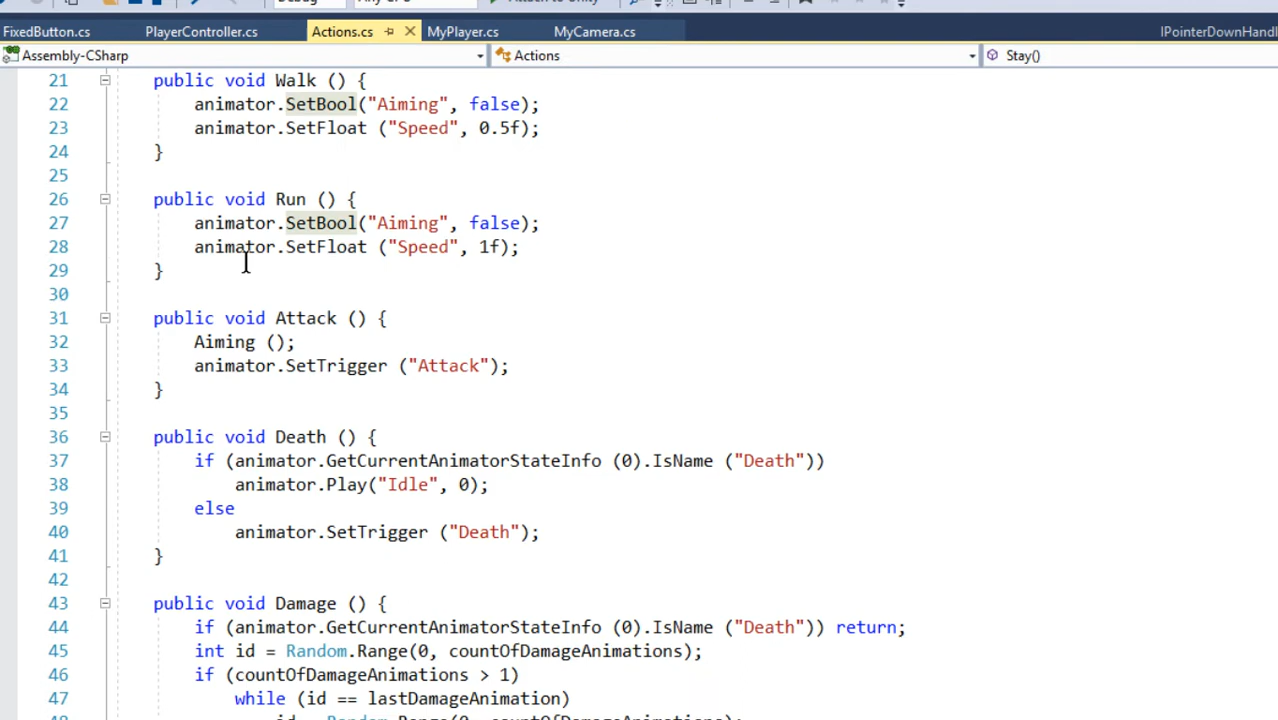 FixedButton.cs PlayerController.cs Actions.cs MyPlayer.cs MyCamera.cs IPointerDownHandl
Assembly-CSharp Actions Stay()
21 public void Walk () {
22 animator.SetBool("Aiming", false);
23 animator.SetFloat ("Speed", 0.5f);
24 }
25
26 public void Run () {
27 animator.SetBool("Aiming", false);
28 animator.SetFloat ("Speed", 1f);
29 }
30
31 public void Attack () {
32 Aiming ();
33 animator.SetTrigger ("Attack");
34 }
35
36 public void Death () {
37 if (animator.GetCurrentAnimatorStateInfo (0).IsName ("Death"))
38 animator.Play("Idle", 0);
39 else
40 animator.SetTrigger ("Death");
41 }
42
43 public void Damage () {
44 if (animator.GetCurrentAnimatorStateInfo (0).IsName ("Death")) return;
45 int id = Random.Range(0, countOfDamageAnimations);
46 if (countOfDamageAnimations > 1)
47 while (id == lastDamageAnimation)